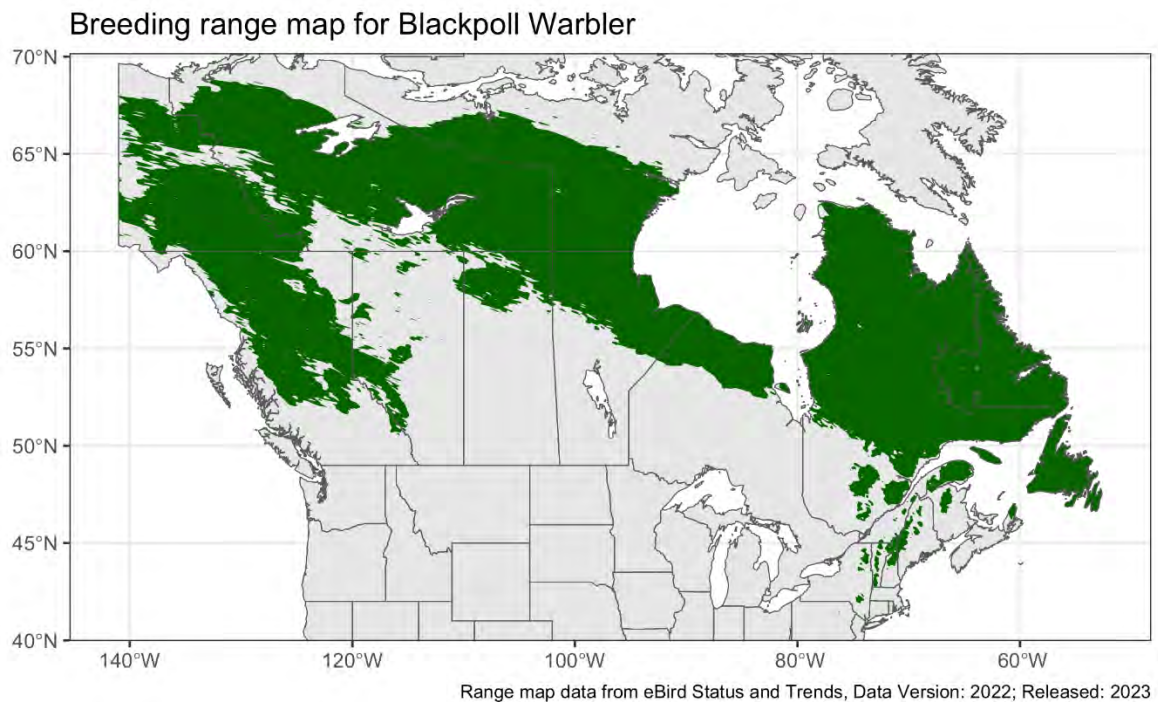 Breeding range map for Blackpoll Warbler
70°N
65°N
60°N
55°N
50°N
45°N
40°N
140°W 120°W 100°W 80°W 60°W
Range map data from eBird Status and Trends, Data Version: 2022; Released: 2023